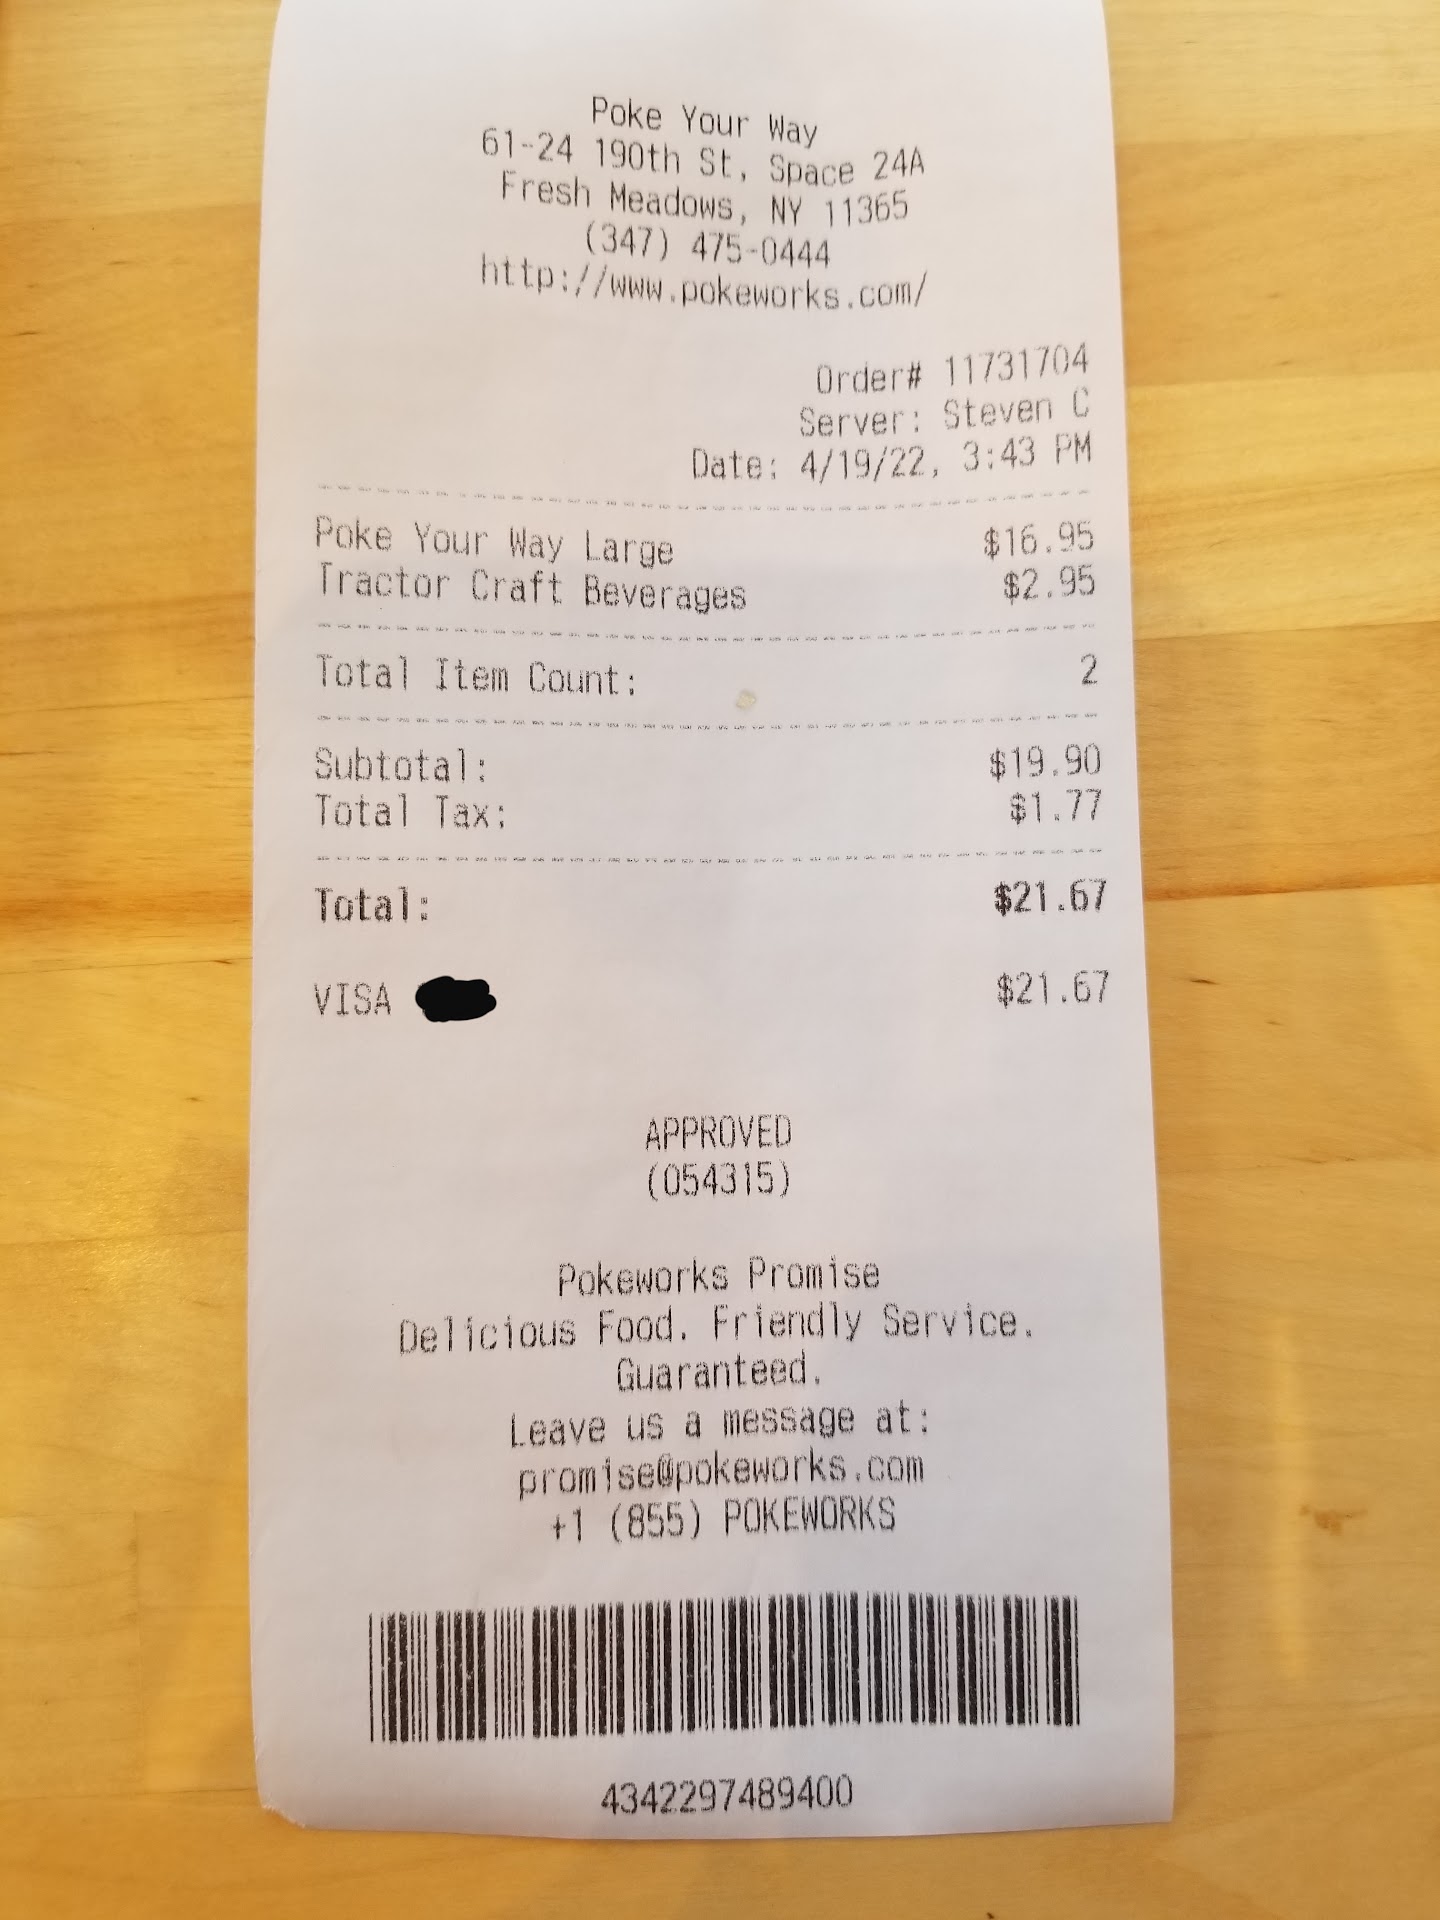 Poke Your Way
61-24 190th St, Space 24A
Fresh Meadows, NY 11365
(347) 475-0444
http://www.pokeworks.com/
Order# 11731704
Server: Steven C
Date: 4/19/22, 3:43 PM
Poke Your Way Large $16.95
Tractor Craft Beverages $2.95
Total Item Count: 2
Subtotal: $19.90
Total Tax: $1.77
Total: $21.67
VISA $21.67
APPROVED
(054315)
Pokeworks Promise
Delicious Food. Friendly Service.
Guaranteed.
Leave us a message at:
promise@pokeworks.com
+1 (855) POKEWORKS
4342297489400